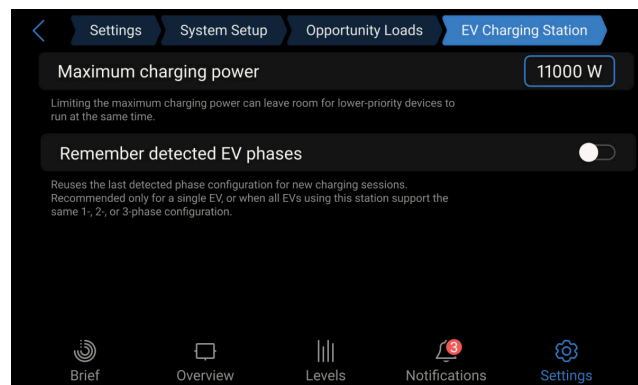 Settings
System Setup
Opportunity Loads
EV Charging Station
Maximum charging power
11000 W
Limiting the maximum charging power can leave room for lower-priority devices to
run at the same time.
Remember detected EV phases
Reuses the last detected phase configuration for new charging sessions.
Recommended only for a single EV, or when all EVs using this station support the
same 1-, 2-, or 3-phase configuration.
3
Brief
Overview
Levels
Notifications
Settings